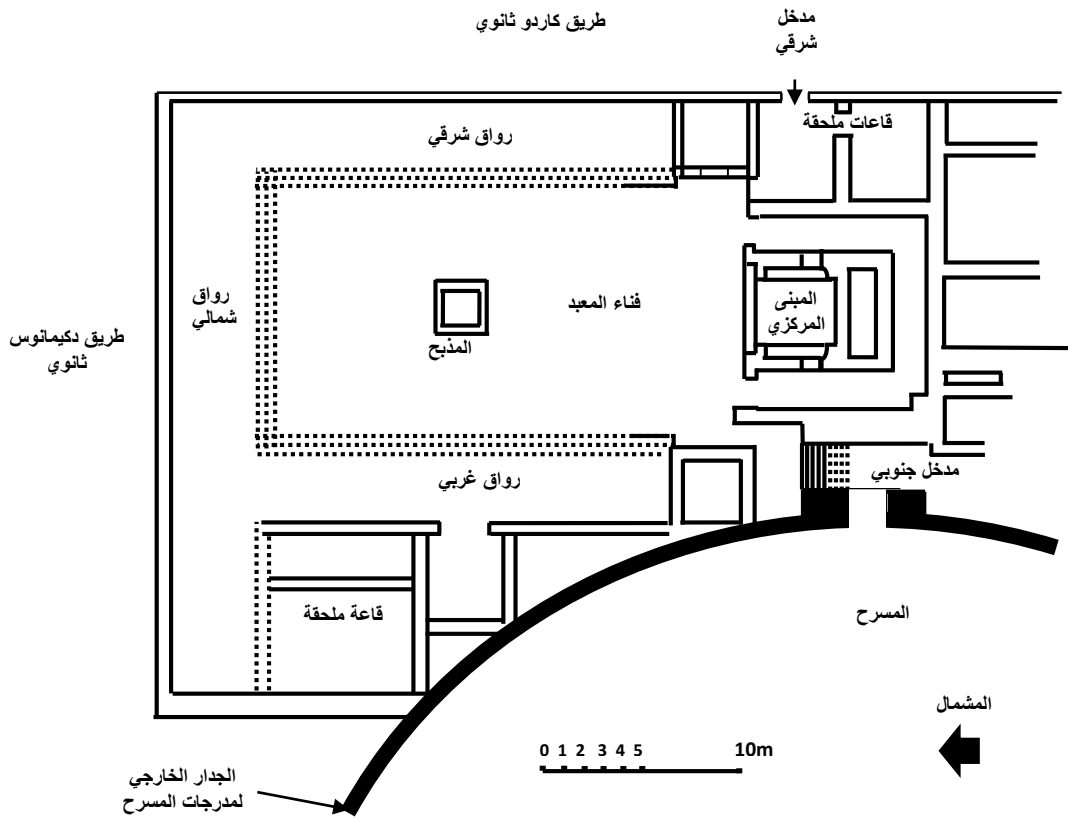 طريق كاردو ثانوي
مدخل
شرقي
قاعات ملحقة
رواق شرقي
رواق
شمالي
فناء المعبد
المبنى
المركزي
طريق دكيمانوس
ثانوي
المذبح
مدخل جنوبي
رواق غربي
قاعة ملحقة
المسرح
المشمال
0 1 2 3 4 5 10m
الجدار الخارجي
لمدرجات المسرح